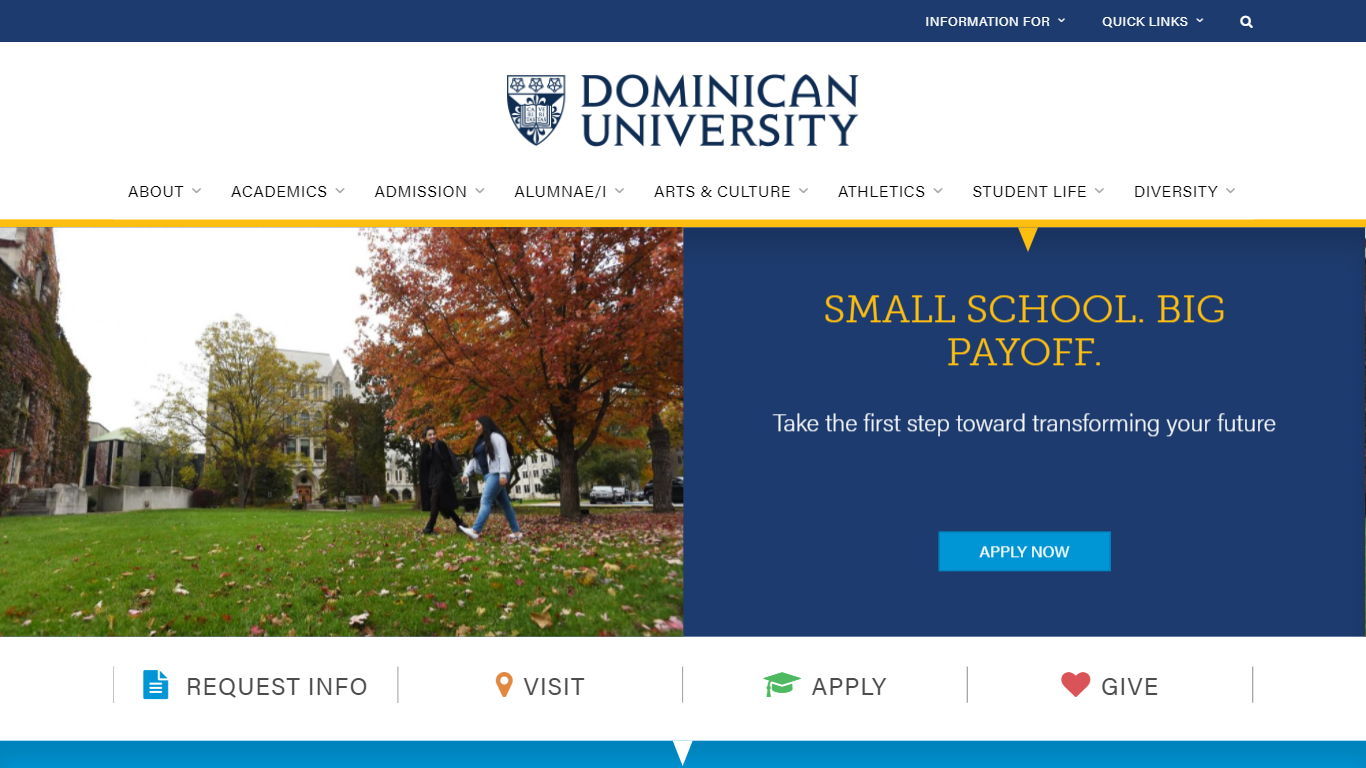 INFORMATION FOR
QUICK LINKS
DOMINICAN
UNIVERSITY
ABOUT
ACADEMICS
ADMISSION
ALUMNAE/I
ARTS & CULTURE
ATHLETICS
STUDENT LIFE
DIVERSITY
SMALL SCHOOL. BIG
PAYOFF.
Take the first step toward transforming your future
APPLY NOW
REQUEST INFO
VISIT
APPLY
GIVE